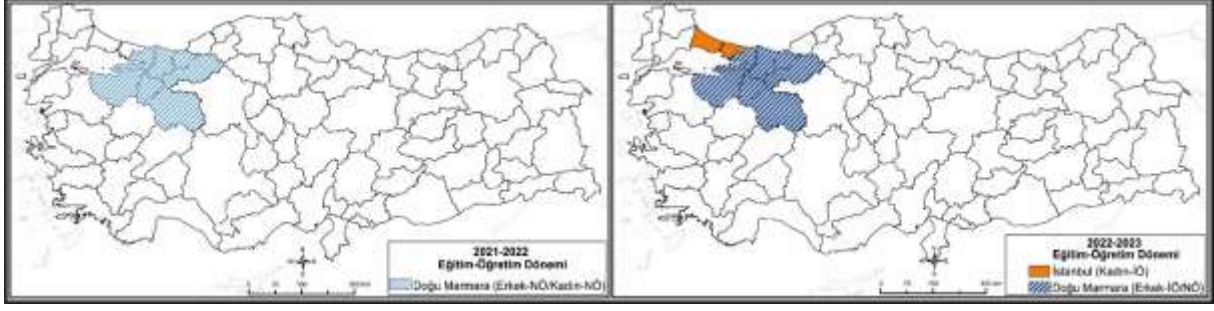 2021-2022
Eğitim-Öğretim Dönemi
Doğu Marmara (Erkek-NÖ/Kadın-NÖ)
2022-2023
Eğitim-Öğretim Dönemi
İstanbul (Kadın-İÖ)
Doğu Marmara (Erkek-İÖ/NÖ)